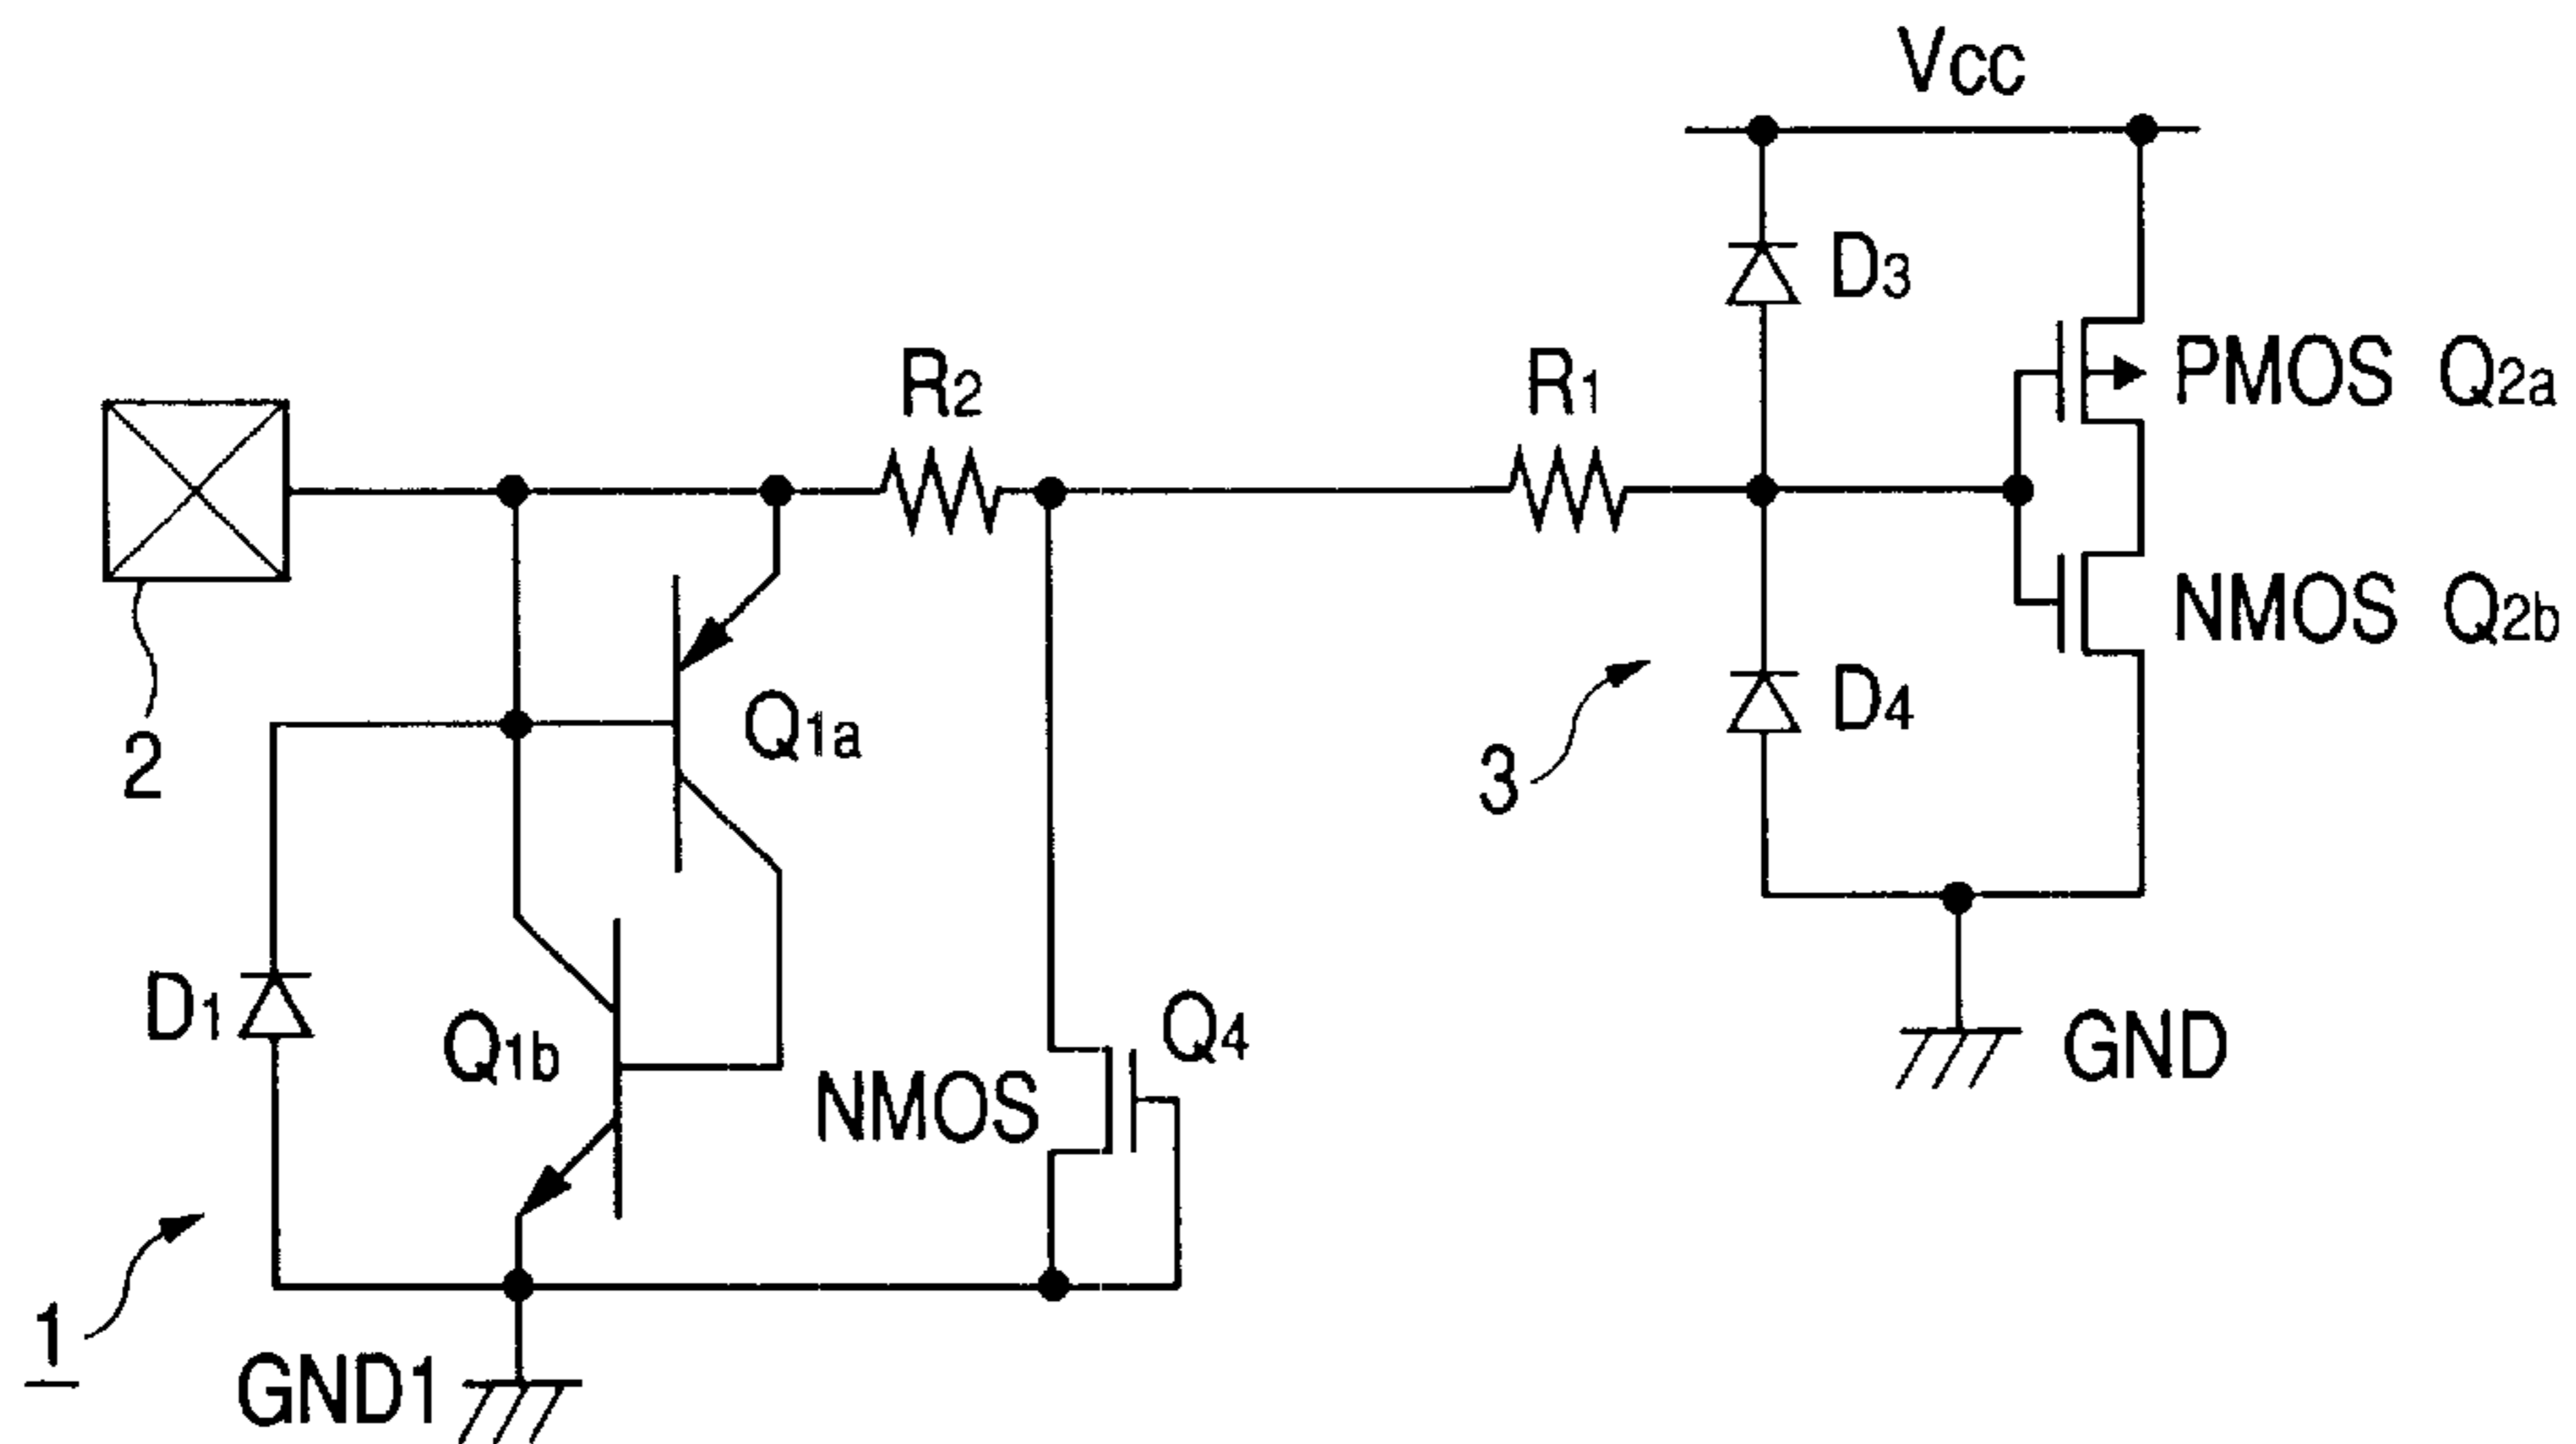 Vcc
D3
R2
R1
PMOS Q2a
NMOS Q2b
2
Q1a
3
D4
D1
Q1b
NMOS
Q4
GND
1
GND1